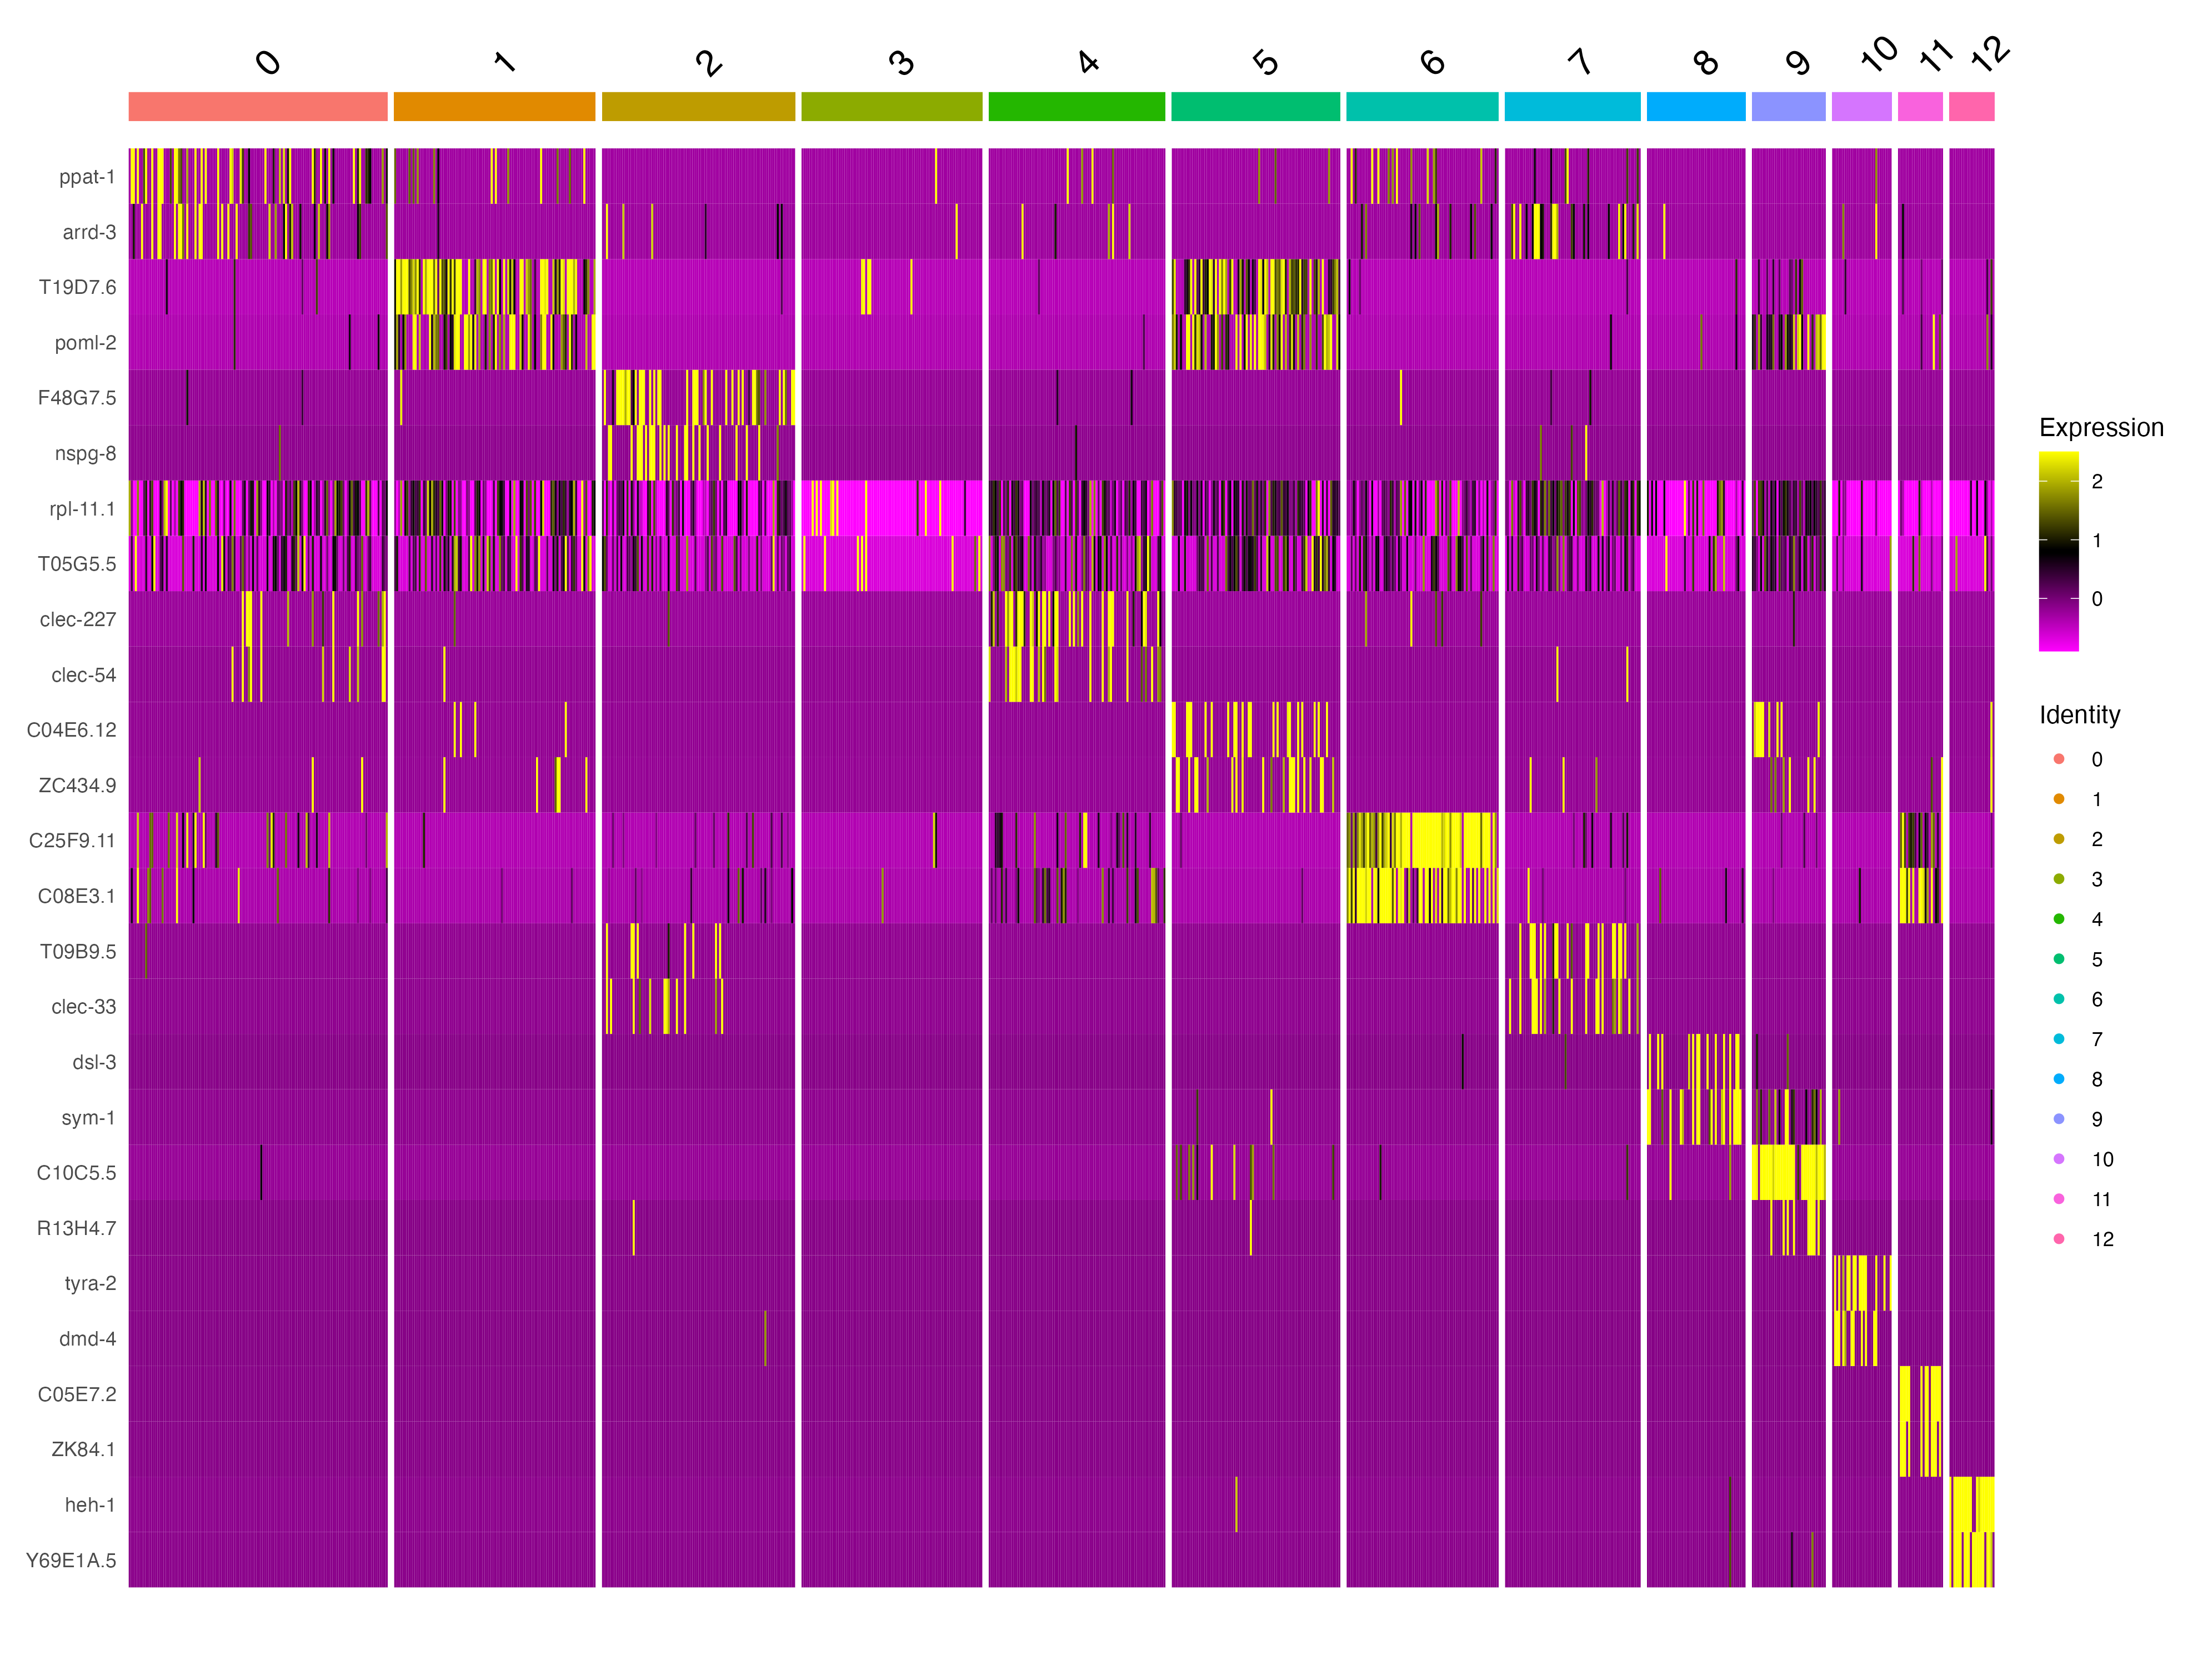 0 1 2 3 4 5 6 7 8 9 10 11 12
ppat-1
arrd-3
T19D7.6
poml-2
F48G7.5
nspg-8
rpl-11.1
T05G5.5
clec-227
clec-54
C04E6.12
ZC434.9
C25F9.11
C08E3.1
T09B9.5
clec-33
dsl-3
sym-1
C10C5.5
R13H4.7
tyra-2
dmd-4
C05E7.2
ZK84.1
heh-1
Y69E1A.5
Expression
2
1
0
Identity
0
1
2
3
4
5
6
7
8
9
10
11
12